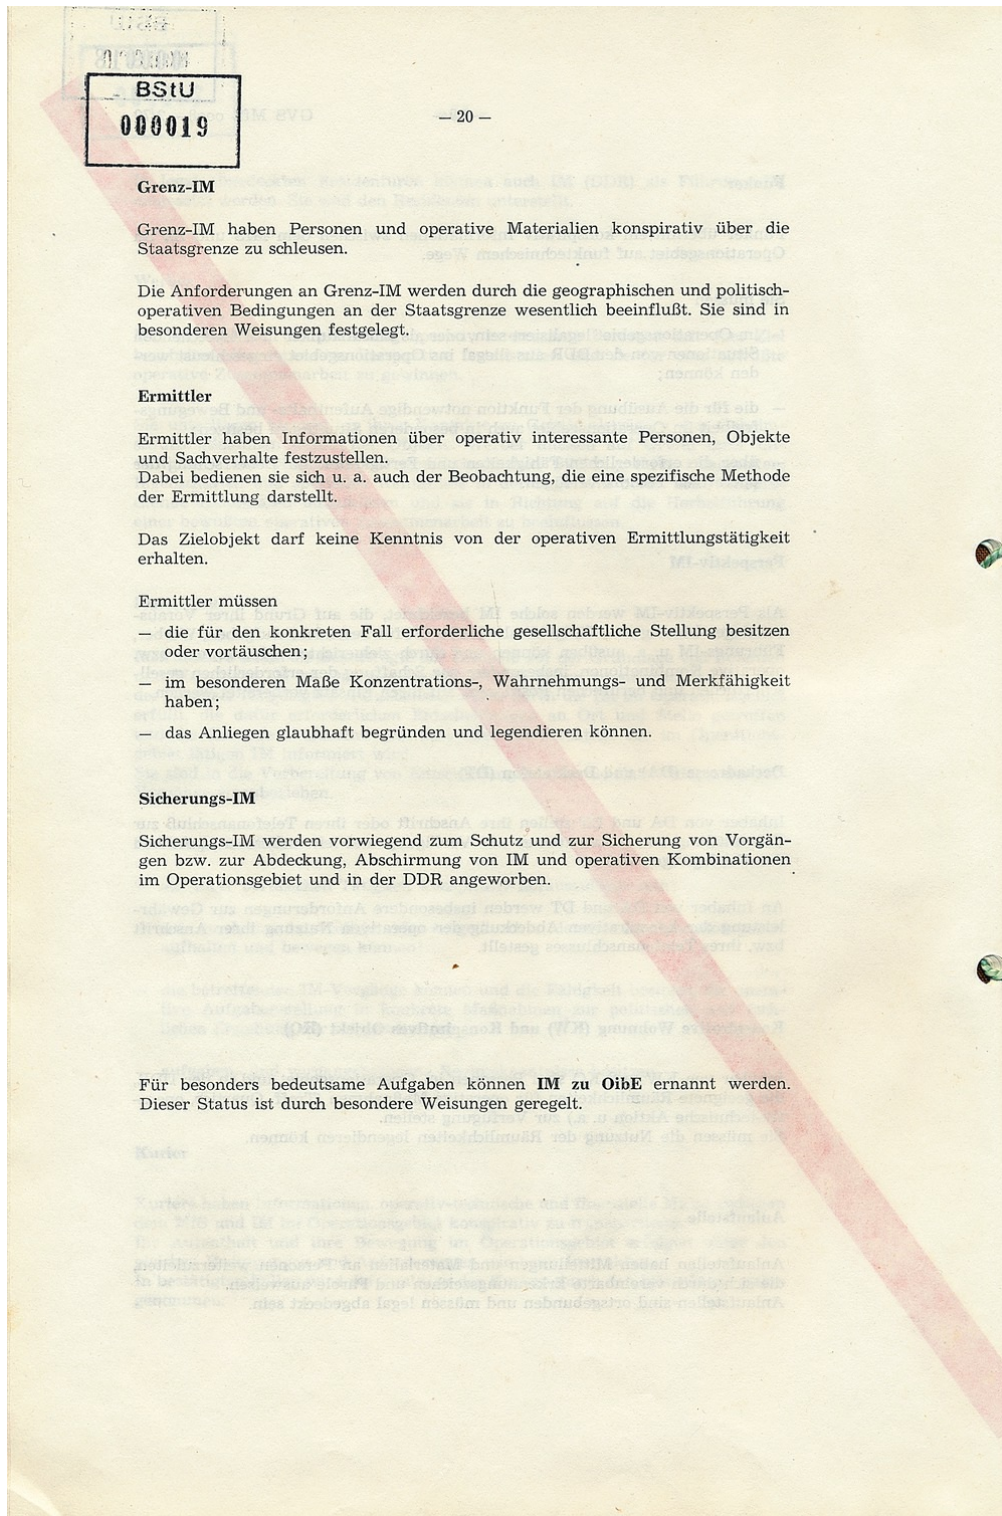 BStU
000019
— 20 —
Grenz-IM
Grenz-IM haben Personen und operative Materialien konspirativ über die
Staatsgrenze zu schleusen.
Die Anforderungen an Grenz-IM werden durch die geographischen und politisch-
operativen Bedingungen an der Staatsgrenze wesentlich beeinflußt. Sie sind in
besonderen Weisungen festgelegt.
Ermittler
Ermittler haben Informationen über operativ interessante Personen, Objekte
und Sachverhalte festzustellen.
Dabei bedienen sie sich u. a. auch der Beobachtung, die eine spezifische Methode
der Ermittlung darstellt.
Das Zielobjekt darf keine Kenntnis von der operativen Ermittlungstätigkeit
erhalten.
Ermittler müssen
— die für den konkreten Fall erforderliche gesellschaftliche Stellung besitzen
oder vortäuschen;
— im besonderen Maße Konzentrations-, Wahrnehmungs- und Merkfähigkeit
haben;
— das Anliegen glaubhaft begründen und legendieren können.
Sicherungs-IM
Sicherungs-IM werden vorwiegend zum Schutz und zur Sicherung von Vorgän-
gen bzw. zur Abdeckung, Abschirmung von IM und operativen Kombinationen
im Operationsgebiet und in der DDR angeworben.
Für besonders bedeutsame Aufgaben können IM zu OibE ernannt werden.
Dieser Status ist durch besondere Weisungen geregelt.